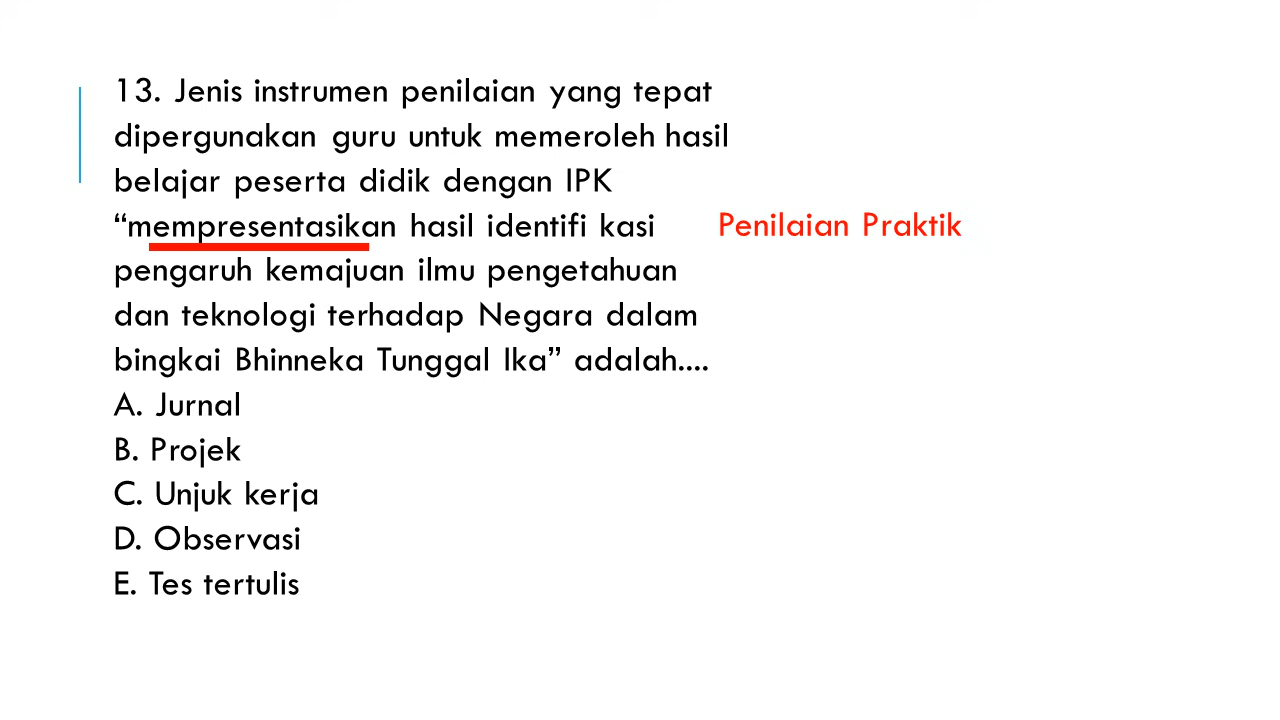 13. Jenis instrumen penilaian yang tepat
dipergunakan guru untuk memeroleh hasil
belajar peserta didik dengan IPK
“mempresentasikan hasil identifi kasi
Penilaian Praktik
pengaruh kemajuan ilmu pengetahuan
dan teknologi terhadap Negara dalam
bingkai Bhinneka Tunggal Ika” adalah....
A. Jurnal
B. Projek
C. Unjuk kerja
D. Observasi
E. Tes tertulis